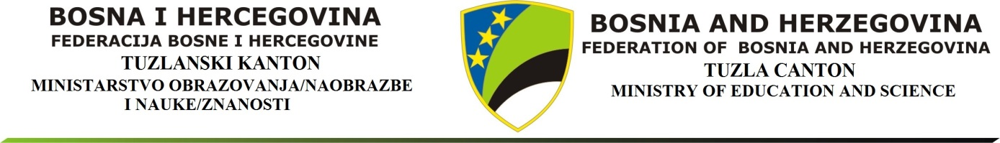 BOSNA I HERCEGOVINA
FEDERACIJA BOSNE I HERCEGOVINE
TUZLANSKI KANTON
MINISTARSTVO OBRAZOVANJA/NAOBRAZBE
I NAUKE/ZNANOSTI
BOSNIA AND HERZEGOVINA
FEDERATION OF BOSNIA AND HERZEGOVINA
TUZLA CANTON
MINISTRY OF EDUCATION AND SCIENCE